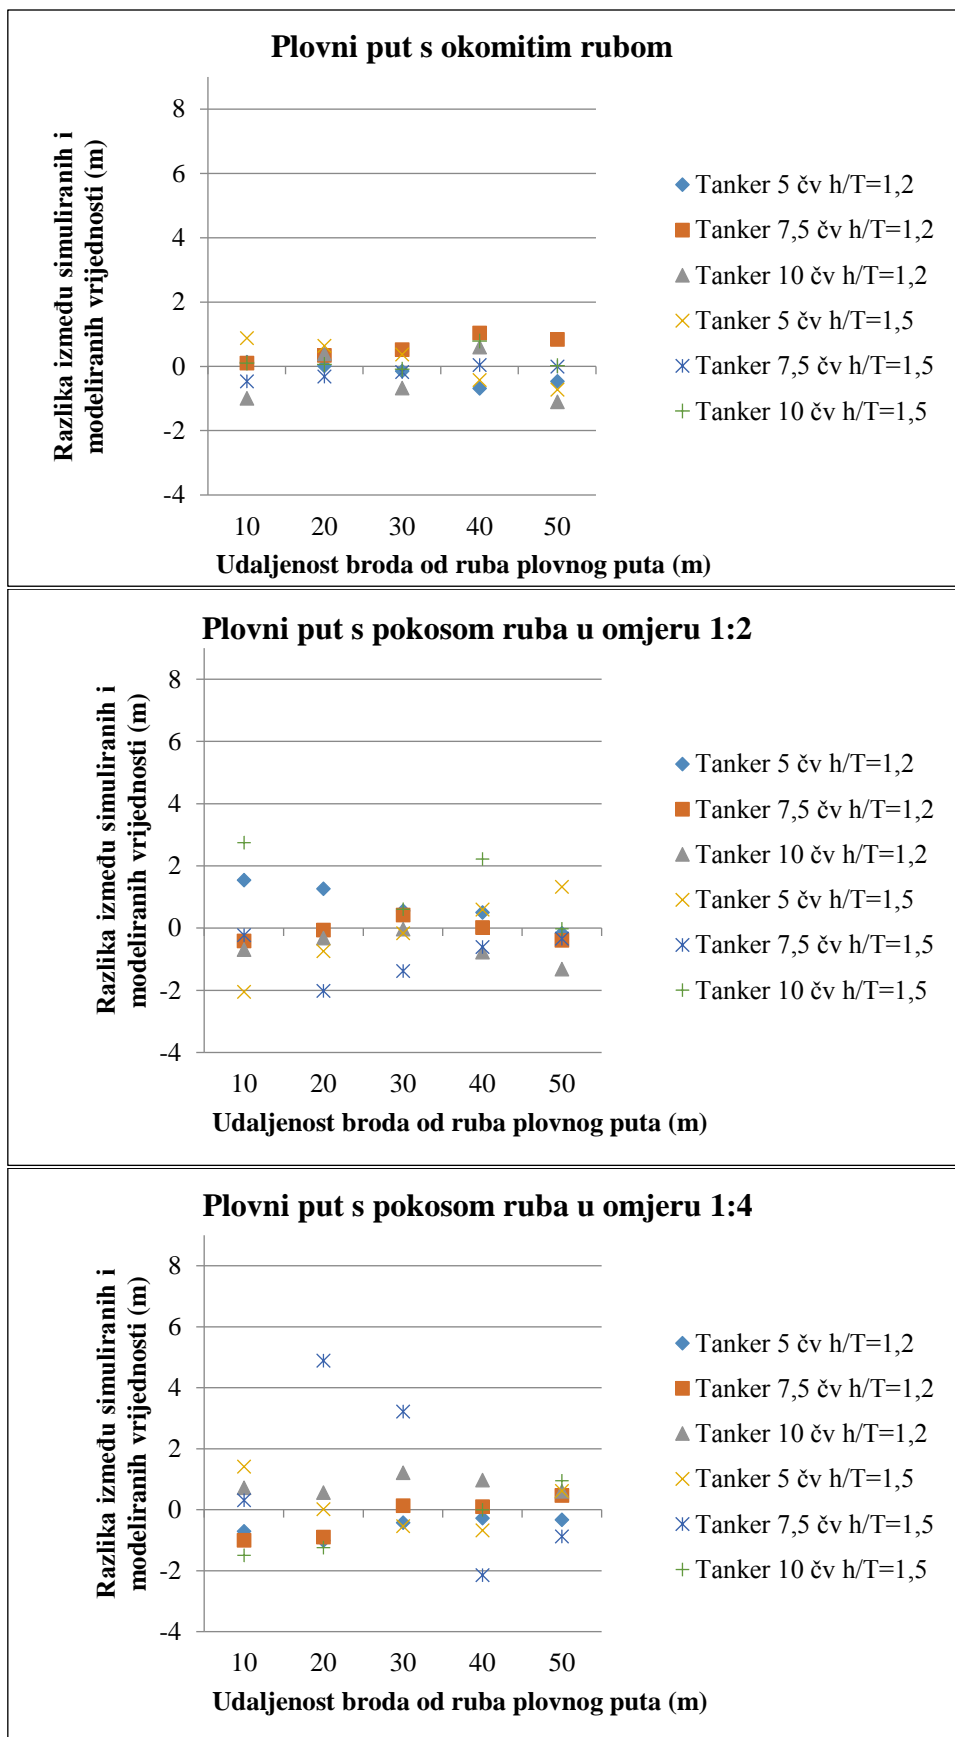 Plovni put s okomitim rubom
Razlika između simuliranih i
modeliranih vrijednosti (m)
8
6
4
2
0
-2
-4
10 20 30 40 50
Udaljenost broda od ruba plovnog puta (m)
Tanker 5 čv h/T=1,2
Tanker 7,5 čv h/T=1,2
Tanker 10 čv h/T=1,2
Tanker 5 čv h/T=1,5
Tanker 7,5 čv h/T=1,5
Tanker 10 čv h/T=1,5
Plovni put s pokosom ruba u omjeru 1:2
Razlika između simuliranih i
modeliranih vrijednosti (m)
8
6
4
2
0
-2
-4
10 20 30 40 50
Udaljenost broda od ruba plovnog puta (m)
Tanker 5 čv h/T=1,2
Tanker 7,5 čv h/T=1,2
Tanker 10 čv h/T=1,2
Tanker 5 čv h/T=1,5
Tanker 7,5 čv h/T=1,5
Tanker 10 čv h/T=1,5
Plovni put s pokosom ruba u omjeru 1:4
Razlika između simuliranih i
modeliranih vrijednosti (m)
8
6
4
2
0
-2
-4
10 20 30 40 50
Udaljenost broda od ruba plovnog puta (m)
Tanker 5 čv h/T=1,2
Tanker 7,5 čv h/T=1,2
Tanker 10 čv h/T=1,2
Tanker 5 čv h/T=1,5
Tanker 7,5 čv h/T=1,5
Tanker 10 čv h/T=1,5